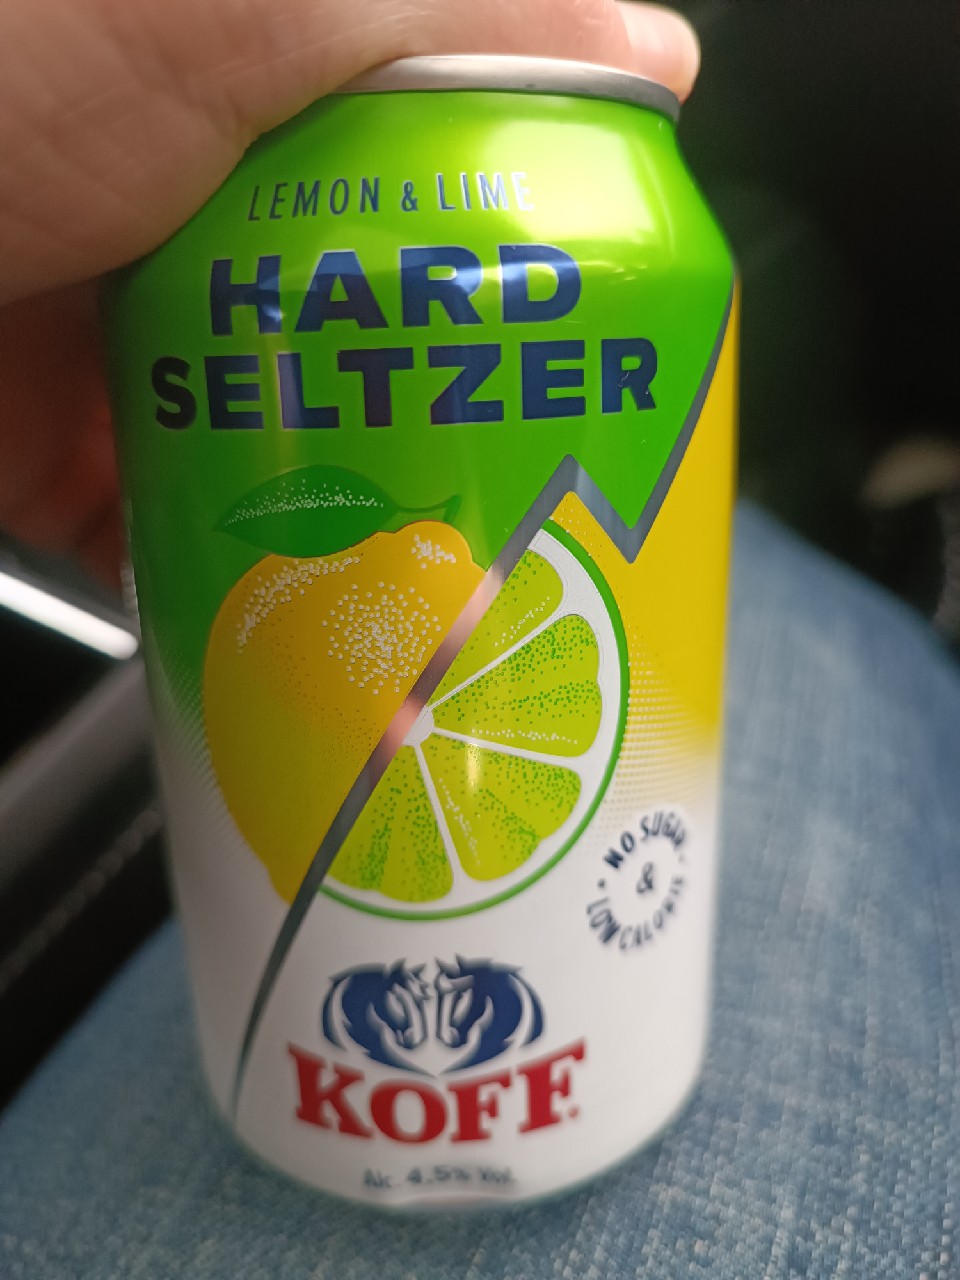 LEMON & LIME
HARD
SELTZER
NO SUGAR
&
LOW CALORIE
KOFF.
Alc. 4.5% Vol.